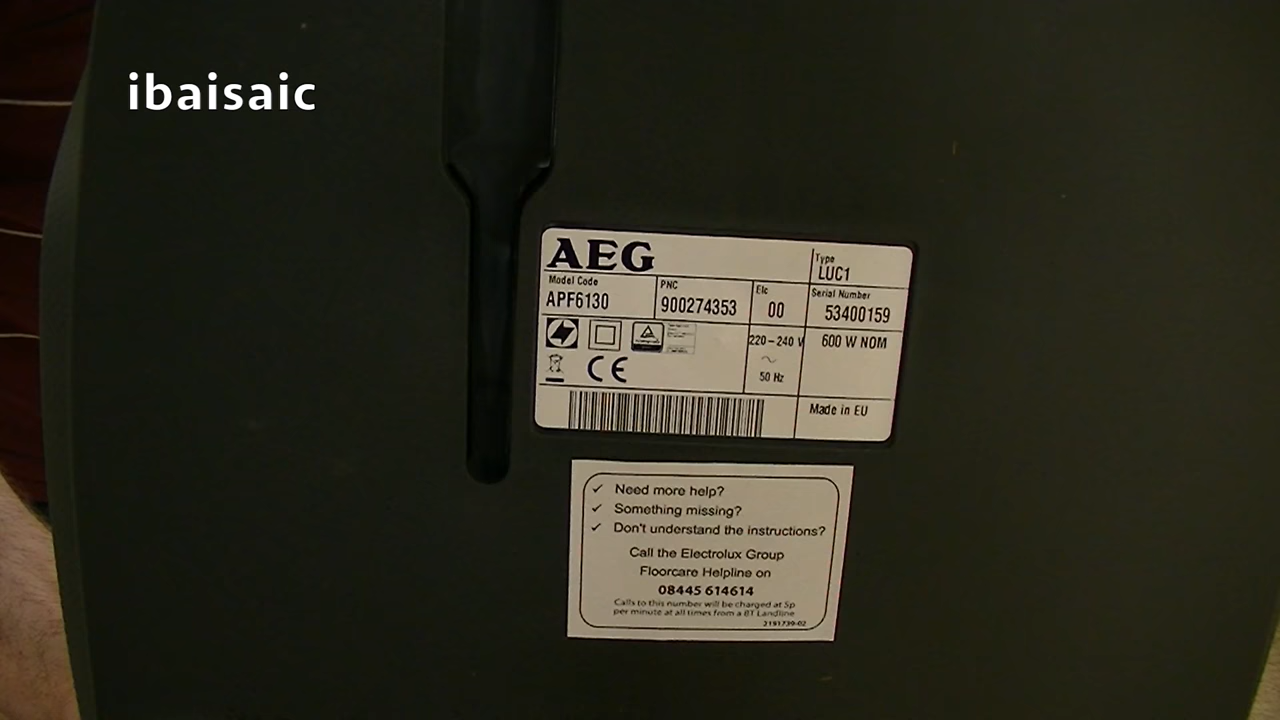 ibaisaic
AEG
Type
LUC1
Model Code
APF6130
PNC
900274353
Elc
00
Serial Number
53400159
220-240 V
~
50 Hz
600 W NOM
CE
Made in EU
✓ Need more help?
✓ Something missing?
✓ Don't understand the instructions?
Call the Electrolux Group
Floorcare Helpline on
08445 614614
Calls to this number will be charged at 5p
per minute at all times from a BT Landline
2191739-02